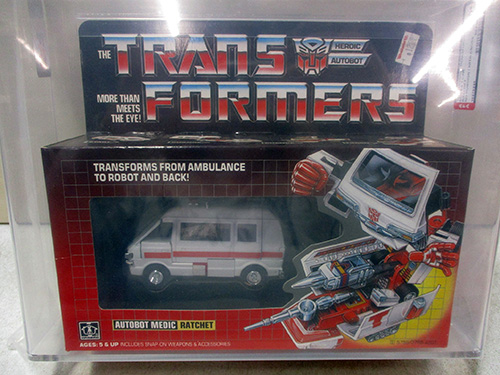 THE TRANS
HEROIC
AUTOBOT
MORE THAN
MEETS
THE EYE!
FORMERS
TRANSFORMS FROM AMBULANCE
TO ROBOT AND BACK!
AUTOBOT MEDIC RATCHET
AGES: 5 & UP INCLUDES SNAP ON WEAPONS & ACCESSORIES